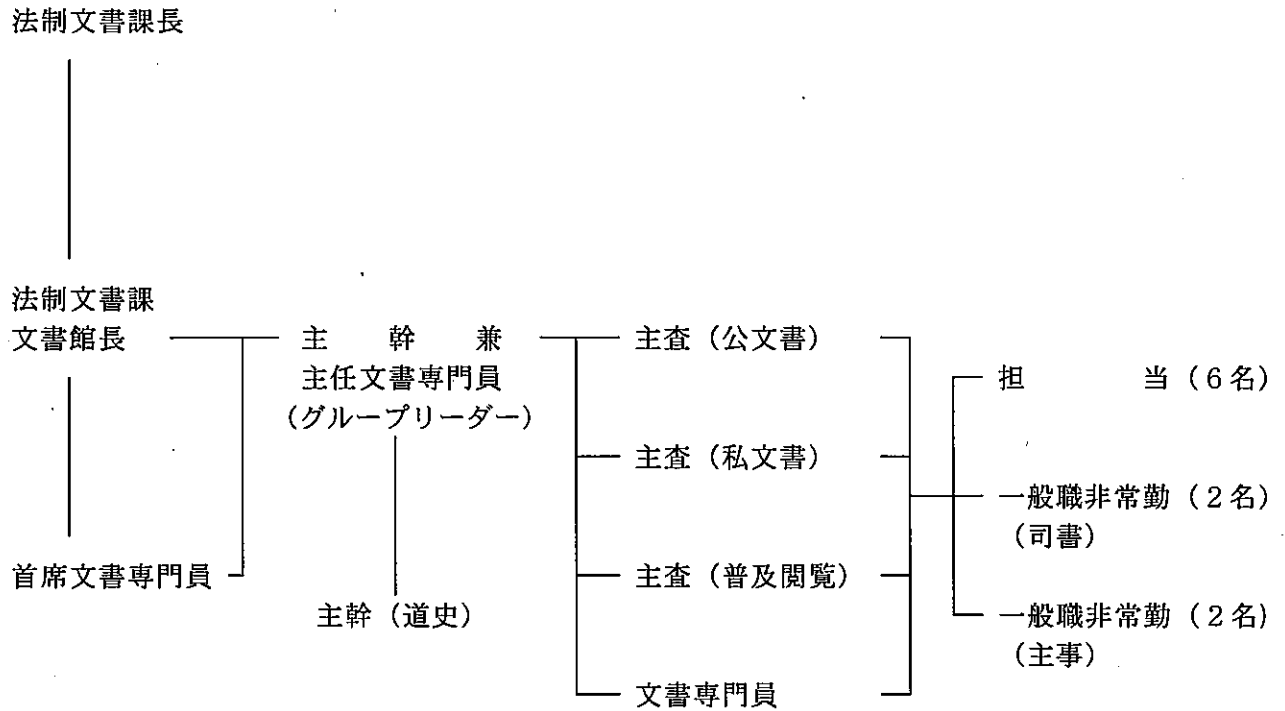 法制文書課長
法制文書課
文書館長
主幹兼
主任文書専門員
（グループリーダー）
主査（公文書）
担当（6名）
主査（私文書）
一般職非常勤（2名）
（司書）
首席文書専門員
主幹（道史）
主査（普及閲覧）
一般職非常勤（2名）
（主事）
文書専門員